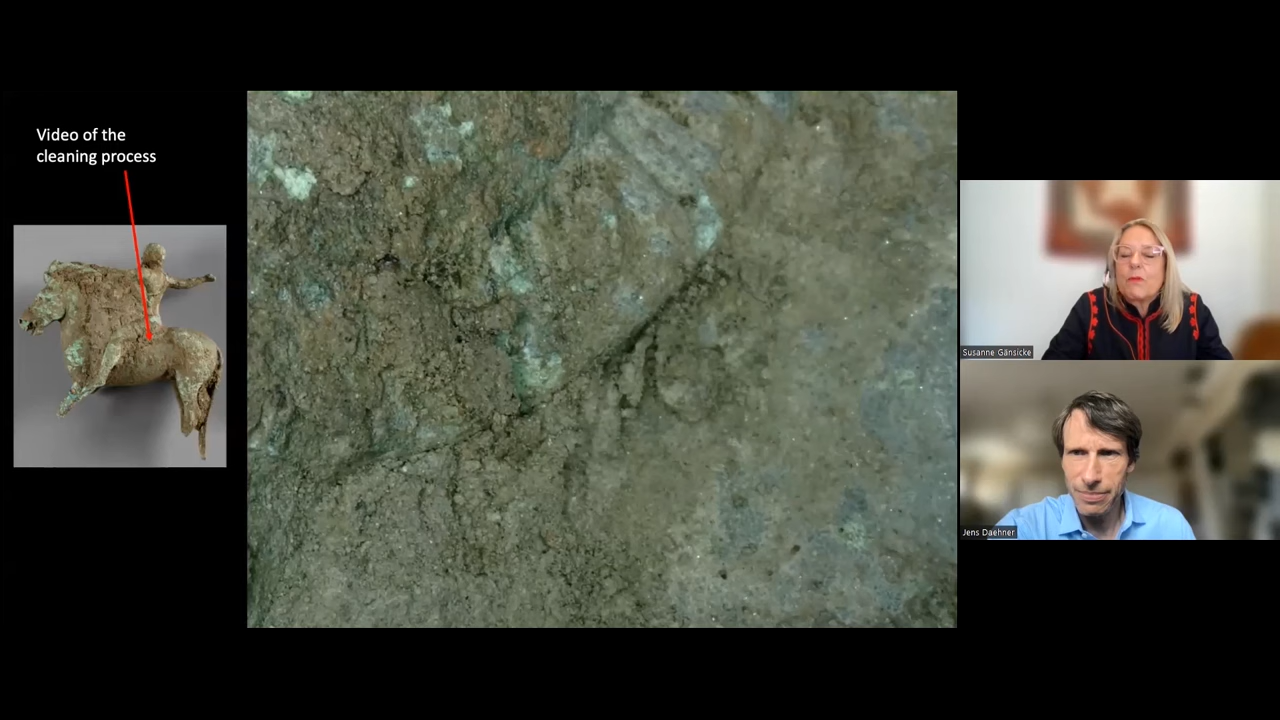 Video of the
cleaning process
Susanne Gänsicke
Jens Daehner